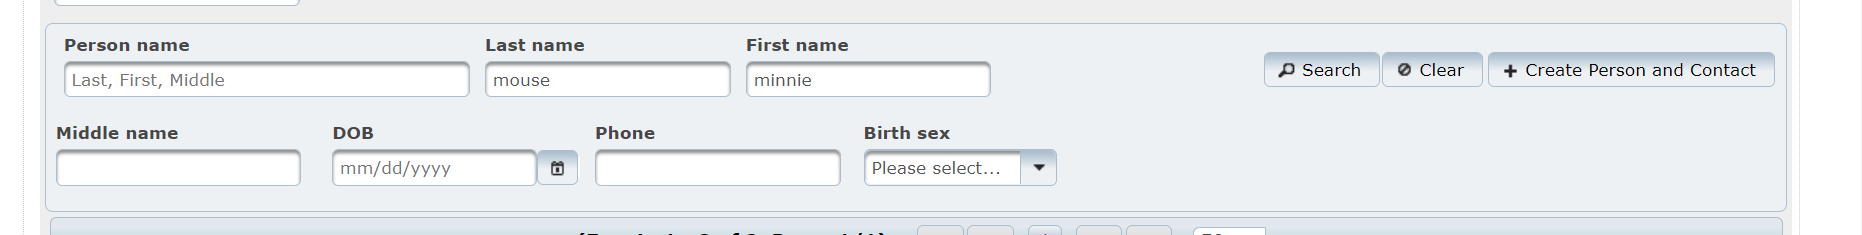 Person name Last name First name
Last, First, Middle mouse minnie Search Clear Create Person and Contact
Middle name DOB Phone Birth sex
mm/dd/yyyy Please select...